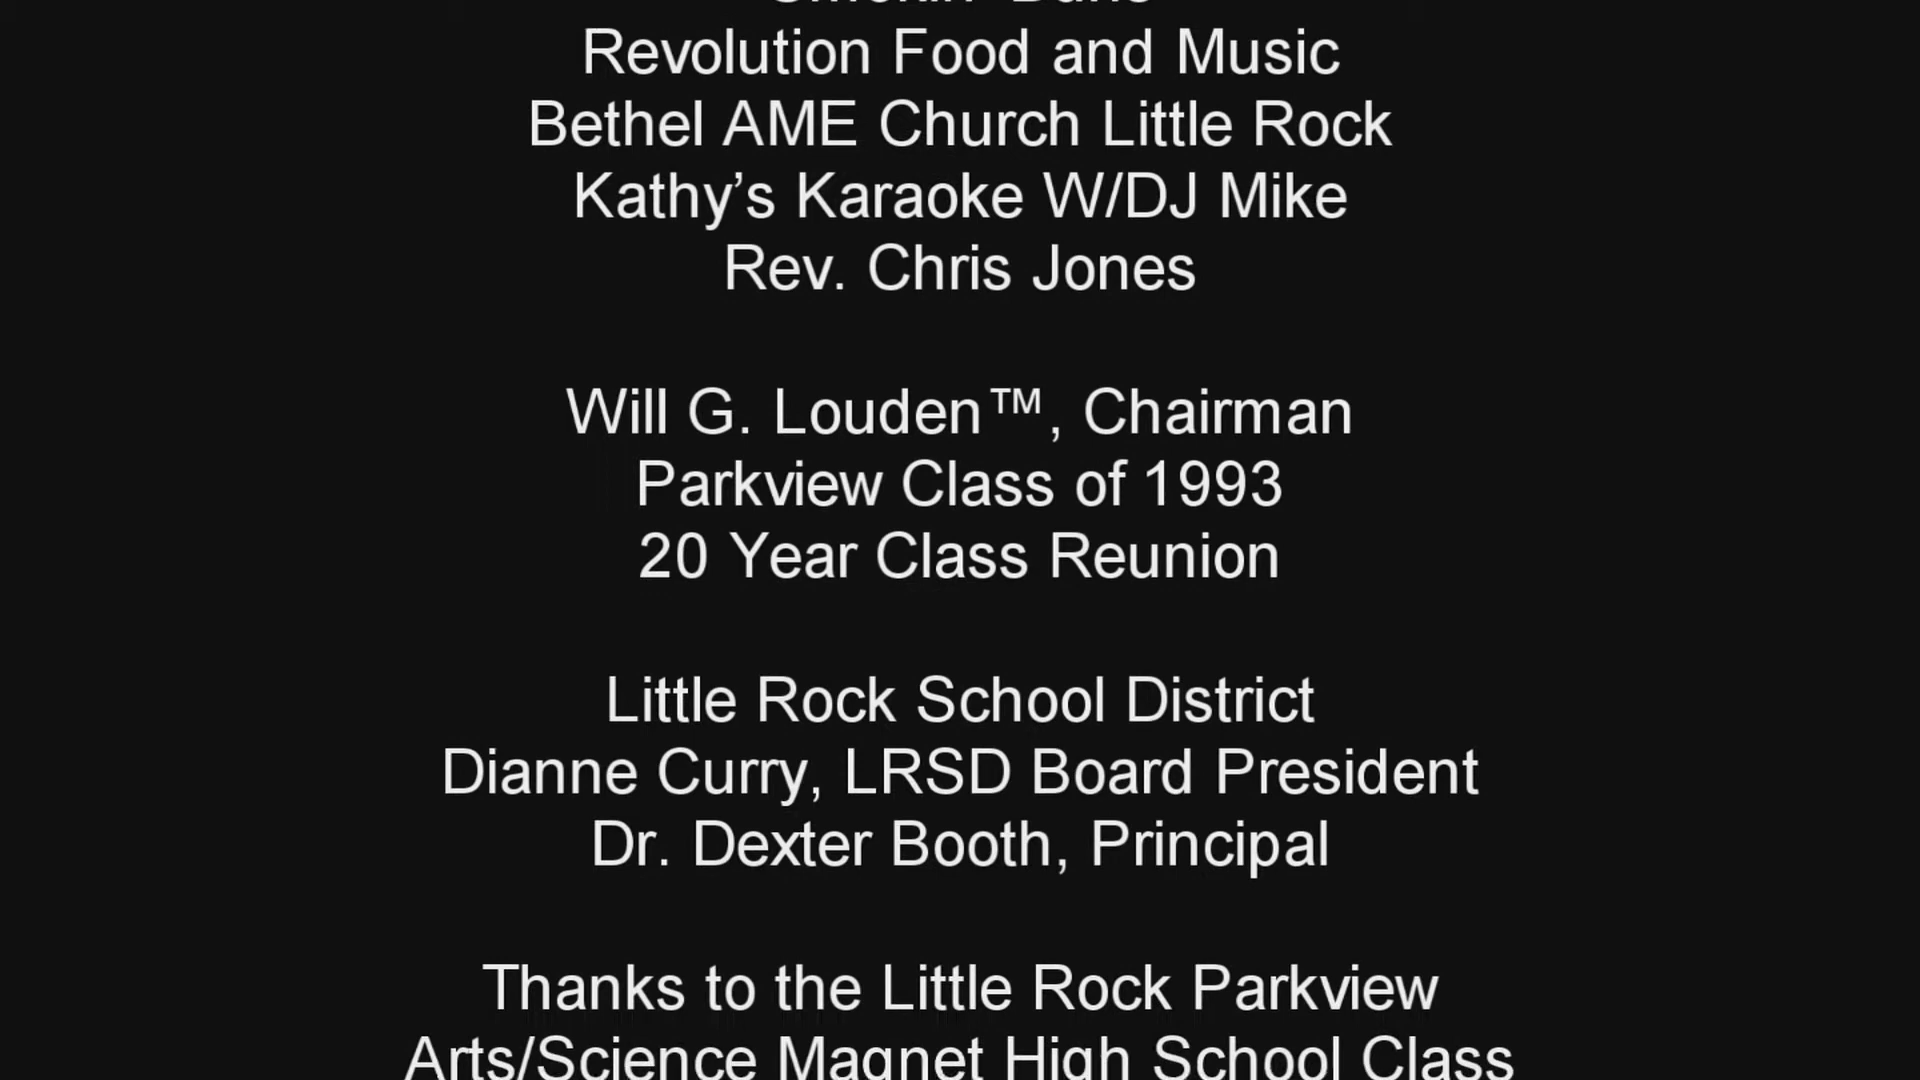 Revolution Food and Music
Bethel AME Church Little Rock
Kathy’s Karaoke W/DJ Mike
Rev. Chris Jones
Will G. Louden™, Chairman
Parkview Class of 1993
20 Year Class Reunion
Little Rock School District
Dianne Curry, LRSD Board President
Dr. Dexter Booth, Principal
Thanks to the Little Rock Parkview
Arts/Science Magnet High School Class